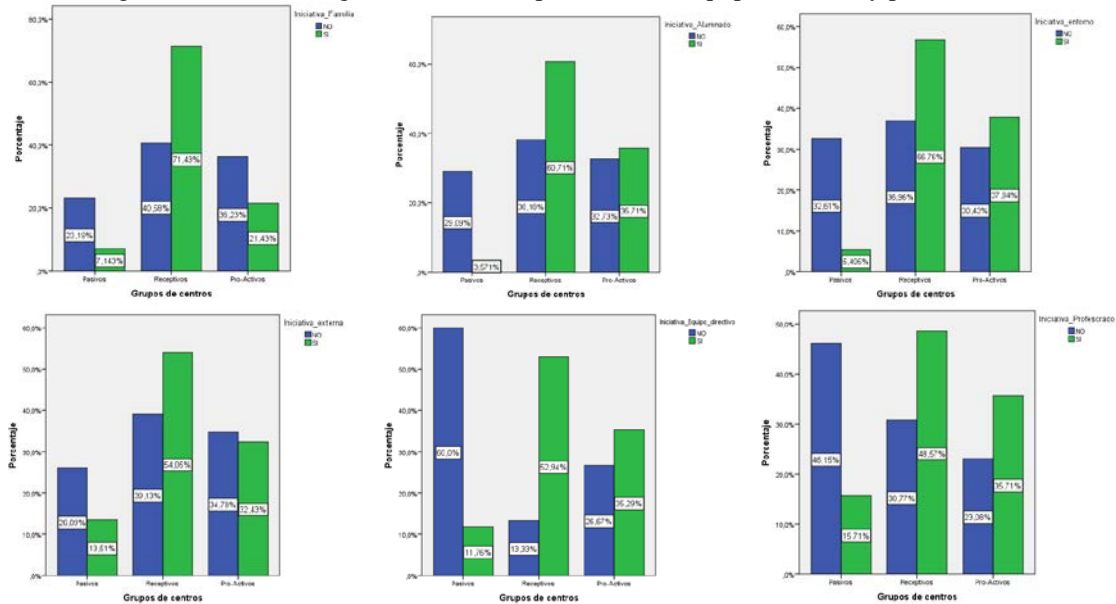 Iniciativa_Familia
NO
SI
80,0%
60,0%
40,0%
20,0%
,0%
Porcentaje
23,19%
7,143%
40,58%
71,43%
36,23%
21,43%
Pasivos
Receptivos
Pro-Activos
Grupos de centros
Iniciativa_Alumnado
NO
SI
60,0%
40,0%
20,0%
,0%
Porcentaje
29,09%
3,571%
38,18%
60,71%
32,73%
35,71%
Pasivos
Receptivos
Pro-Activos
Grupos de centros
Iniciativa_entorno
NO
SI
60,0%
50,0%
40,0%
30,0%
20,0%
10,0%
,0%
Porcentaje
32,61%
5,405%
36,96%
56,76%
30,43%
37,84%
Pasivos
Receptivos
Pro-Activos
Grupos de centros
Iniciativa_externa
NO
SI
60,0%
50,0%
40,0%
30,0%
20,0%
10,0%
,0%
Porcentaje
26,09%
13,51%
39,13%
54,05%
34,78%
32,43%
Pasivos
Receptivos
Pro-Activos
Grupos de centros
Iniciativa_Equipo_directivo
NO
SI
60,0%
50,0%
40,0%
30,0%
20,0%
10,0%
,0%
Porcentaje
60,0%
11,76%
13,33%
52,94%
26,67%
35,29%
Pasivos
Receptivos
Pro-Activos
Grupos de centros
Iniciativa_Profesorado
NO
SI
50,0%
40,0%
30,0%
20,0%
10,0%
,0%
Porcentaje
46,15%
15,71%
30,77%
48,57%
23,08%
35,71%
Pasivos
Receptivos
Pro-Activos
Grupos de centros